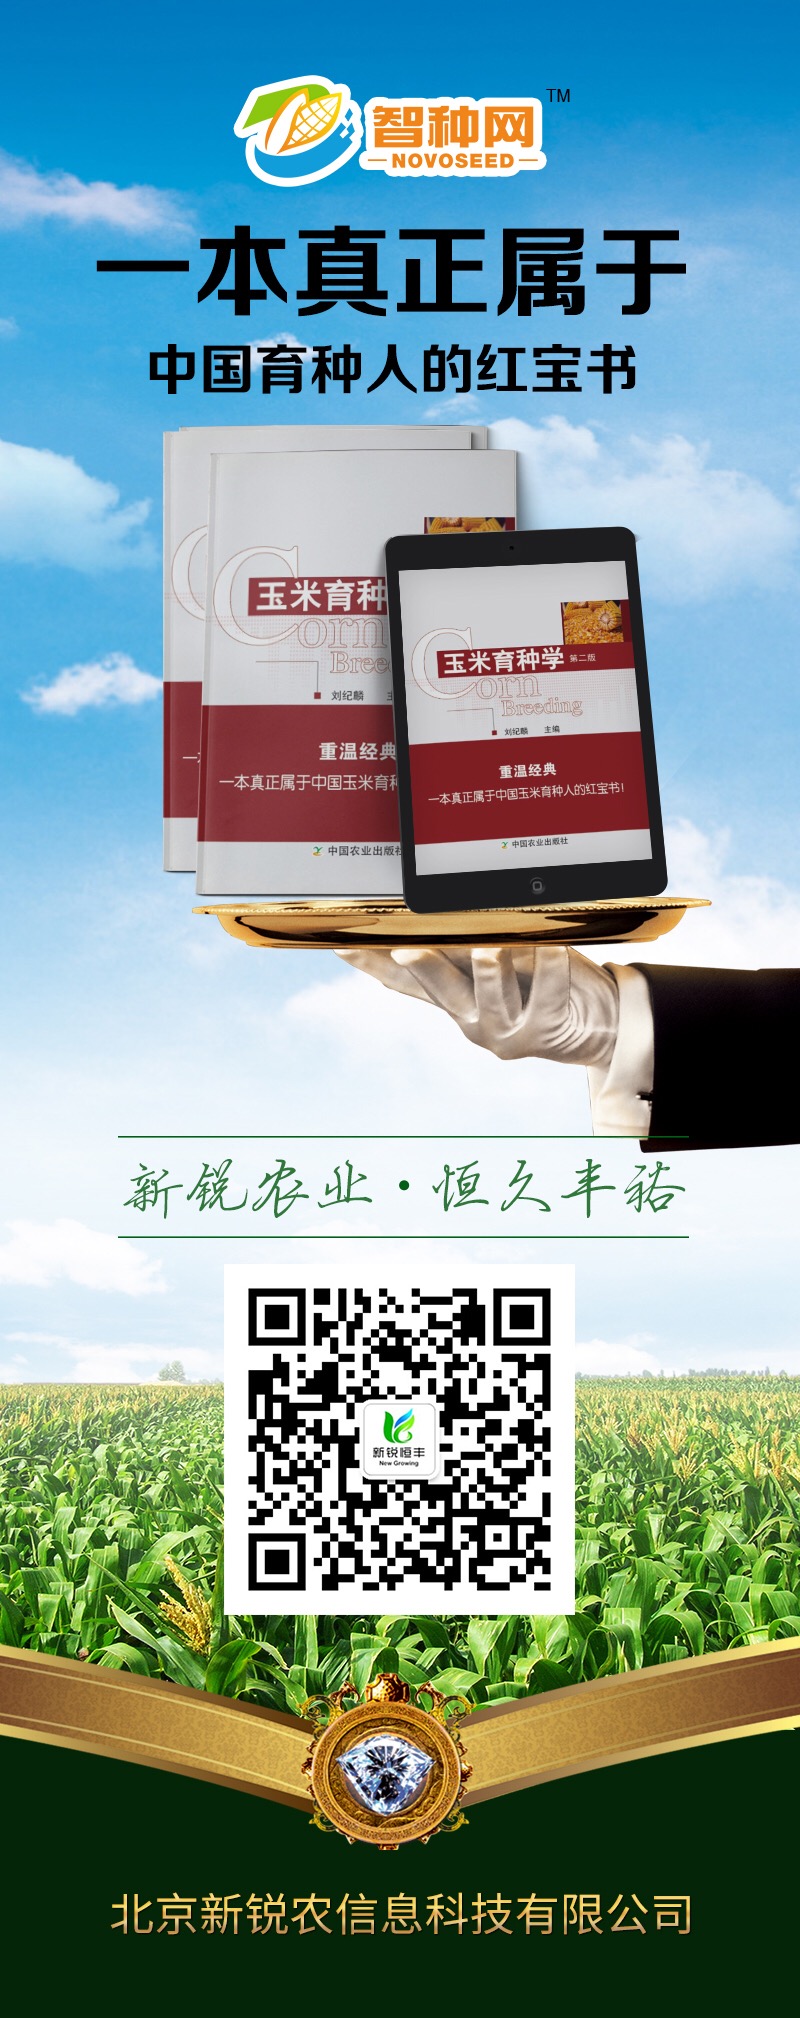 智种网
TM
NOVOSEED
一本真正属于
中国育种人的红宝书
Corn
玉米育种
Bree
刘纪麟 主
重温经典
一本真正属于中国玉米育种
中国农业出版社
Corn
玉米育种学 第二版
Breeding
刘纪麟 主编
重温经典
一本真正属于中国玉米育种人的红宝书!
中国农业出版社
新锐农业·恒久丰裕
新锐恒丰
New Growing
北京新锐农信息科技有限公司